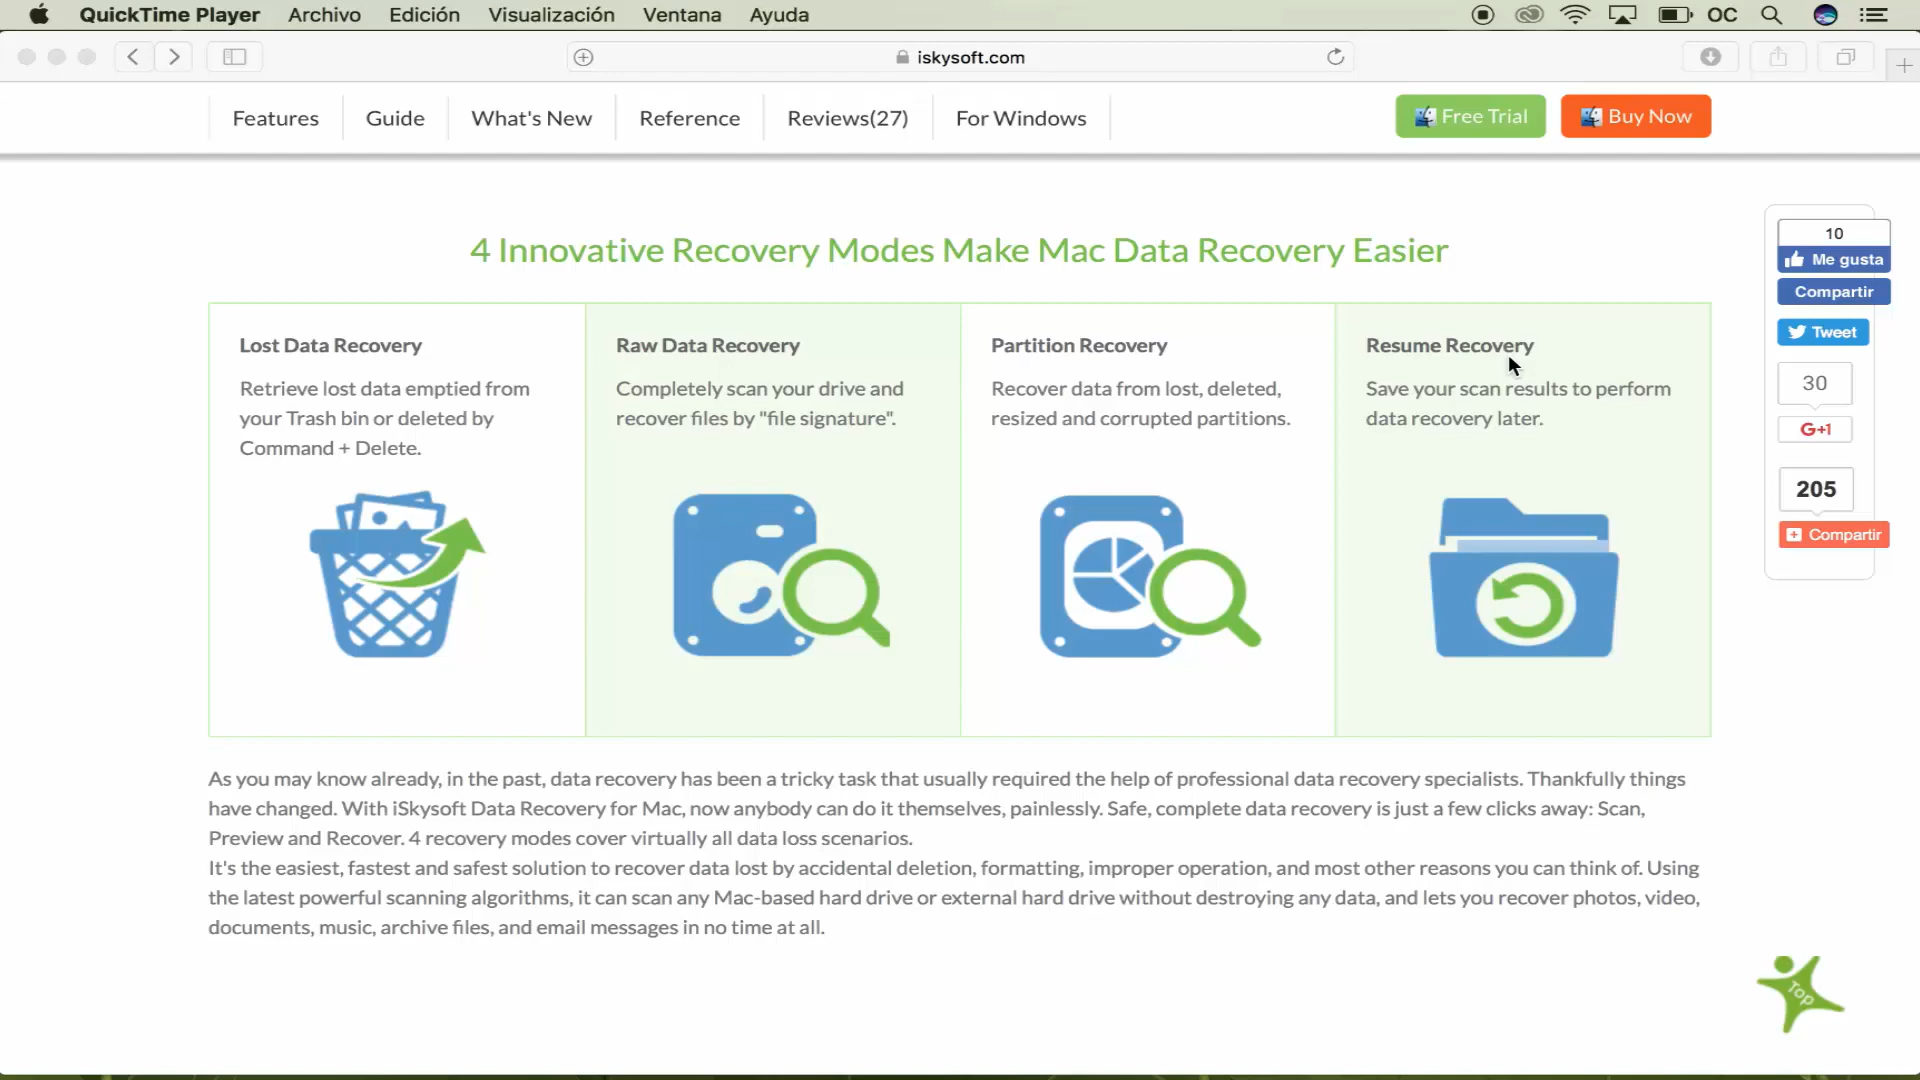 QuickTime Player Archivo Edición Visualización Ventana Ayuda OC
iskysoft.com
Features Guide What's New Reference Reviews(27) For Windows Free Trial Buy Now
4 Innovative Recovery Modes Make Mac Data Recovery Easier
Lost Data Recovery
Retrieve lost data emptied from
your Trash bin or deleted by
Command + Delete.
Raw Data Recovery
Completely scan your drive and
recover files by "file signature".
Partition Recovery
Recover data from lost, deleted,
resized and corrupted partitions.
Resume Recovery
Save your scan results to perform
data recovery later.
10
Me gusta
Compartir
Tweet
30
G+1
205
Compartir
As you may know already, in the past, data recovery has been a tricky task that usually required the help of professional data recovery specialists. Thankfully things
have changed. With iSkysoft Data Recovery for Mac, now anybody can do it themselves, painlessly. Safe, complete data recovery is just a few clicks away: Scan,
Preview and Recover. 4 recovery modes cover virtually all data loss scenarios.
It's the easiest, fastest and safest solution to recover data lost by accidental deletion, formatting, improper operation, and most other reasons you can think of. Using
the latest powerful scanning algorithms, it can scan any Mac-based hard drive or external hard drive without destroying any data, and lets you recover photos, video,
documents, music, archive files, and email messages in no time at all.
Top